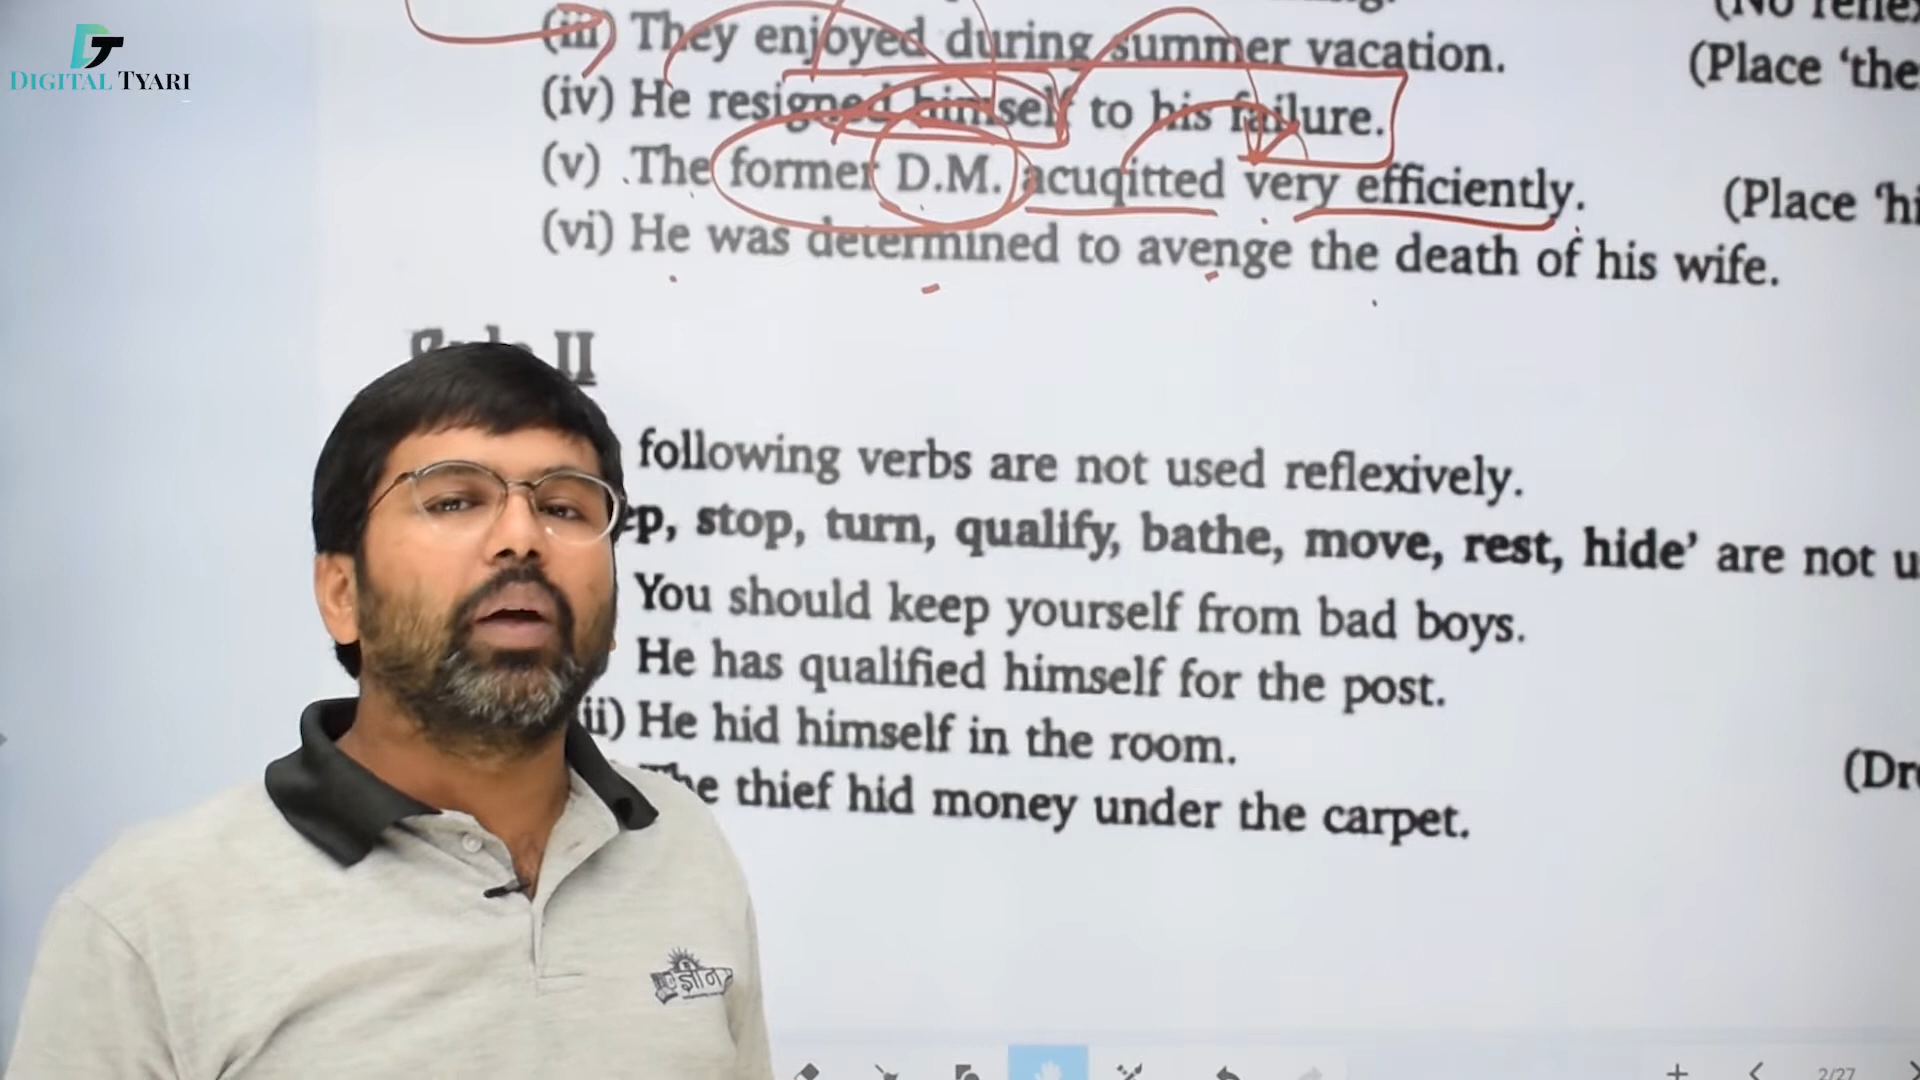 DIGITAL TYARI
(iii) They enjoyed during summer vacation. (Place ‘the
(iv) He resigned himself to his failure.
(v) The former D.M. acuqitted very efficiently. (Place ‘hi
(vi) He was determined to avenge the death of his wife.
II
following verbs are not used reflexively.
ep, stop, turn, qualify, bathe, move, rest, hide’ are not u
You should keep yourself from bad boys.
He has qualified himself for the post.
ii) He hid himself in the room.
The thief hid money under the carpet. (Dr
ज्ञान
2/27